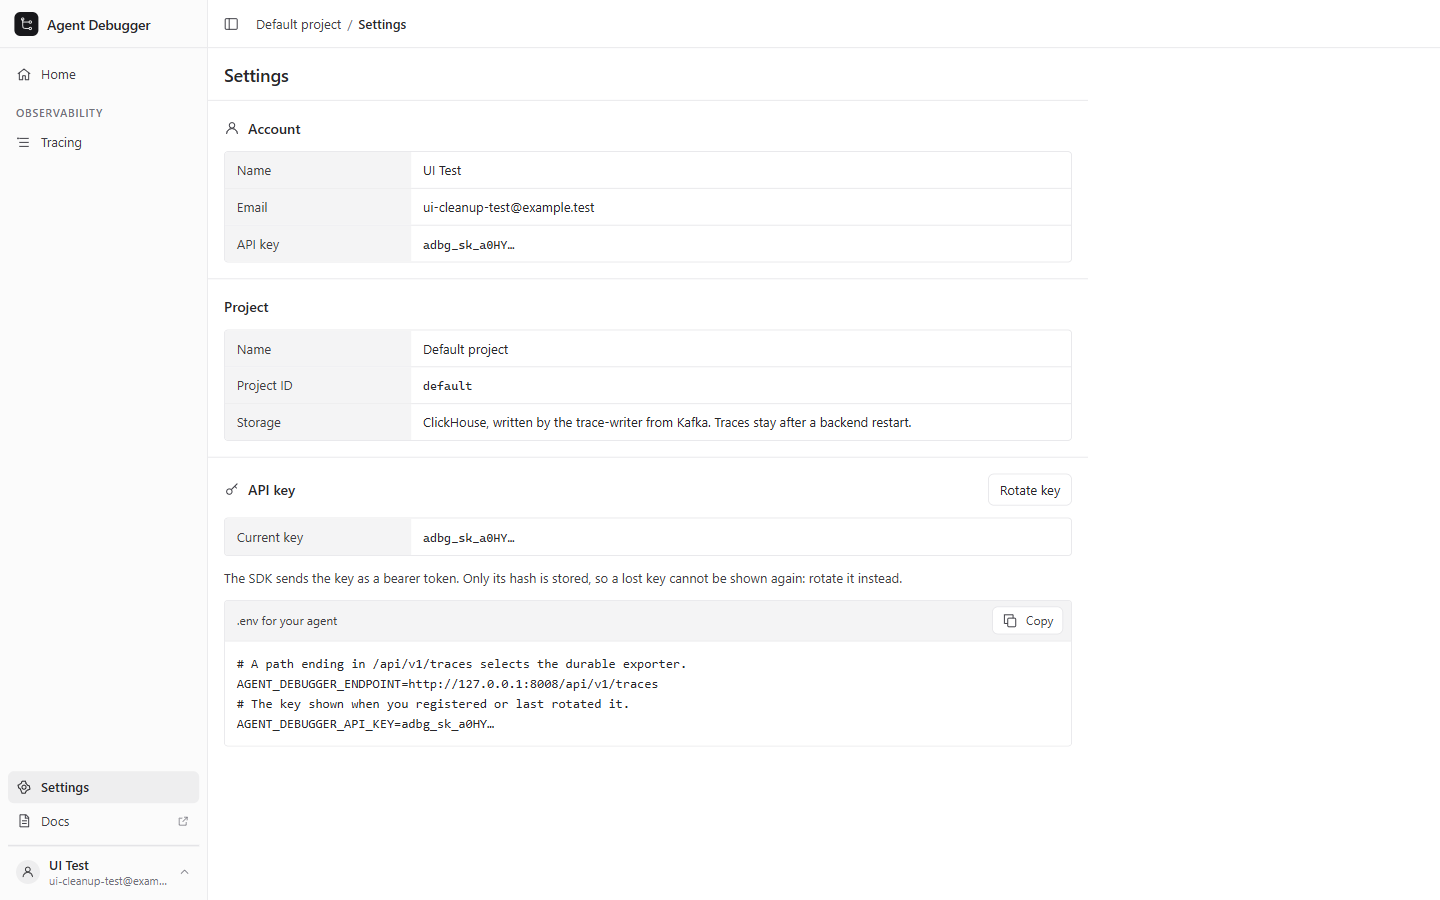 Agent Debugger
Default project / Settings
Home
OBSERVABILITY
Tracing
Settings
Account
Name UI Test
Email ui-cleanup-test@example.test
API key adbg_sk_a0HY…
Project
Name Default project
Project ID default
Storage ClickHouse, written by the trace-writer from Kafka. Traces stay after a backend restart.
API key Rotate key
Current key adbg_sk_a0HY…
The SDK sends the key as a bearer token. Only its hash is stored, so a lost key cannot be shown again: rotate it instead.
.env for your agent Copy
# A path ending in /api/v1/traces selects the durable exporter.
AGENT_DEBUGGER_ENDPOINT=http://127.0.0.1:8008/api/v1/traces
# The key shown when you registered or last rotated it.
AGENT_DEBUGGER_API_KEY=adbg_sk_a0HY…
Settings
Docs
UI Test
ui-cleanup-test@exam...